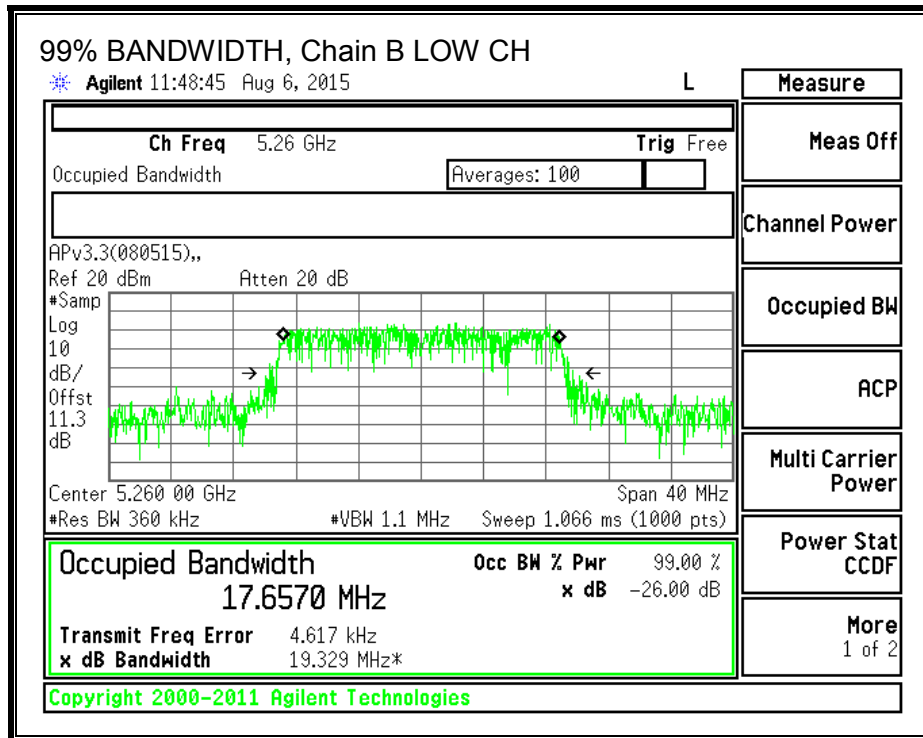 99% BANDWIDTH, Chain B LOW CH
Agilent 11:48:45 Aug 6, 2015 L
Measure
Ch Freq 5.26 GHz Trig Free
Meas Off
Occupied Bandwidth Averages: 100
Channel Power
APv3.3(080515),,
Ref 20 dBm Atten 20 dB
#Samp
Log
10
dB/
Offst
11.3
dB
Occupied BW
ACP
Multi Carrier
Power
Center 5.260 00 GHz Span 40 MHz
#Res BW 360 kHz #VBW 1.1 MHz Sweep 1.066 ms (1000 pts)
Power Stat
CCDF
Occupied Bandwidth Occ BW % Pwr 99.00 %
17.6570 MHz x dB -26.00 dB
Transmit Freq Error 4.617 kHz
x dB Bandwidth 19.329 MHz*
More
1 of 2
Copyright 2000-2011 Agilent Technologies